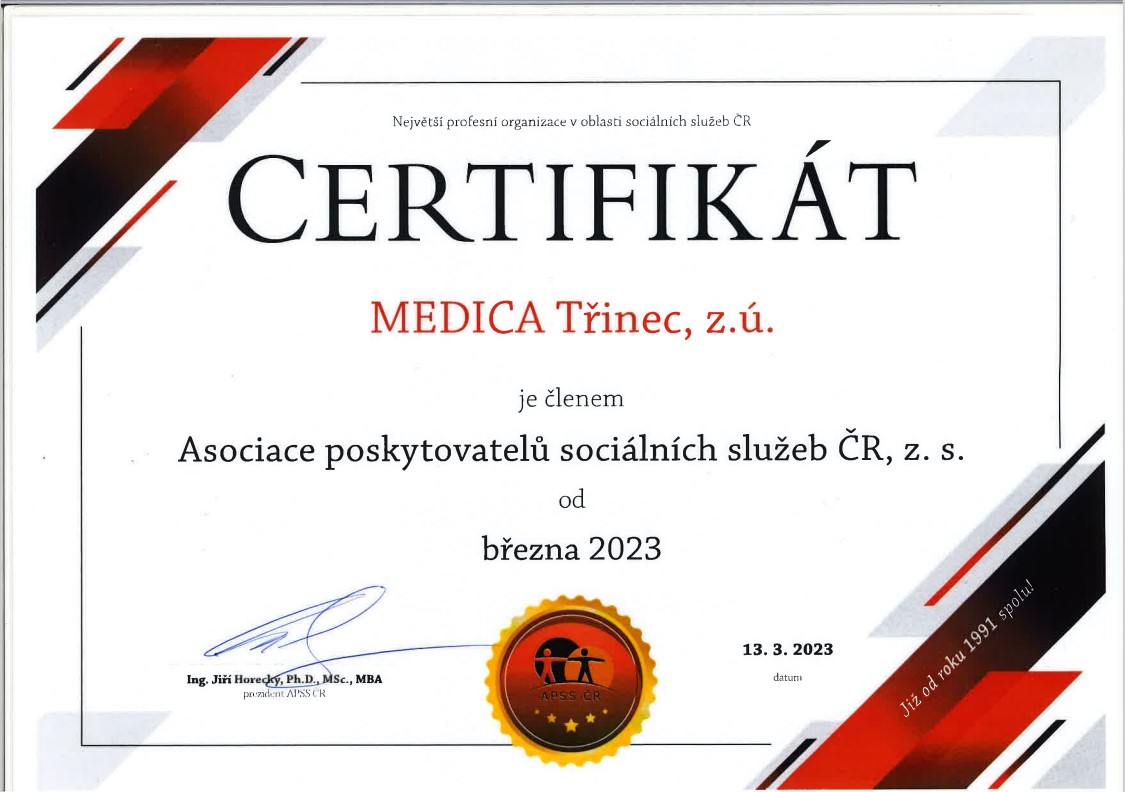 Největší profesní organizace v oblasti sociálních služeb ČR
CERTIFIKÁT
MEDICA Třinec, z.ú.
je členem
Asociace poskytovatelů sociálních služeb ČR, z. s.
od
března 2023
Ing. Jiří Horecký, Ph.D., MSc., MBA
prezident APSS ČR
APSS ČR
13. 3. 2023
datum
Již od roku 1991 spolu!